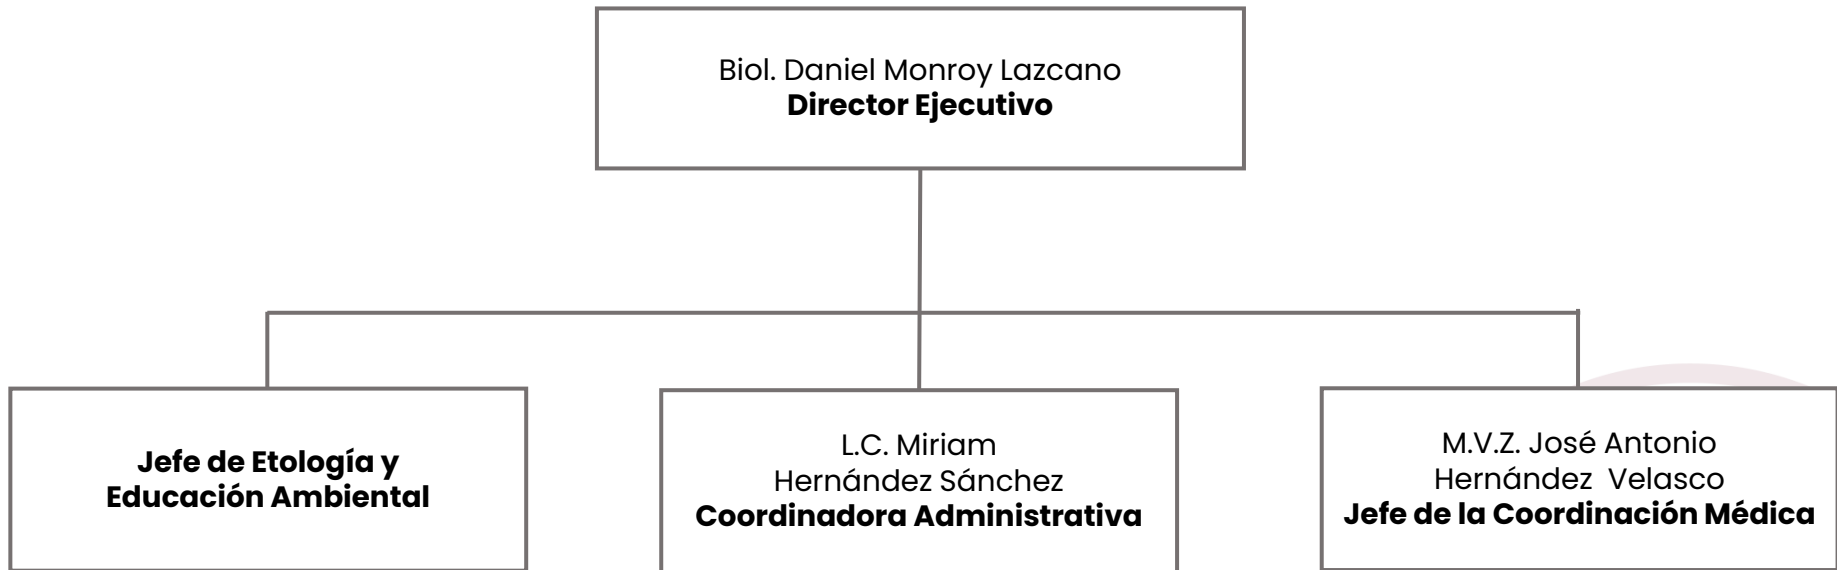 Biol. Daniel Monroy Lazcano
Director Ejecutivo
Jefe de Etología y
Educación Ambiental
L.C. Miriam
Hernández Sánchez
Coordinadora Administrativa
M.V.Z. José Antonio
Hernández  Velasco
Jefe de la Coordinación Médica